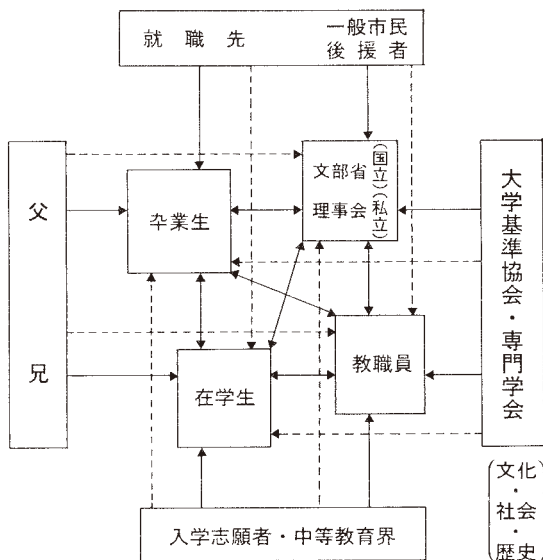 就職先
一般市民
後援者
父兄
文部省(国立)
理事会(私立)
卒業生
大学基準協会・専門学会
教職員
在学生
入学志願者・中等教育界
(文化・社会・歴史)